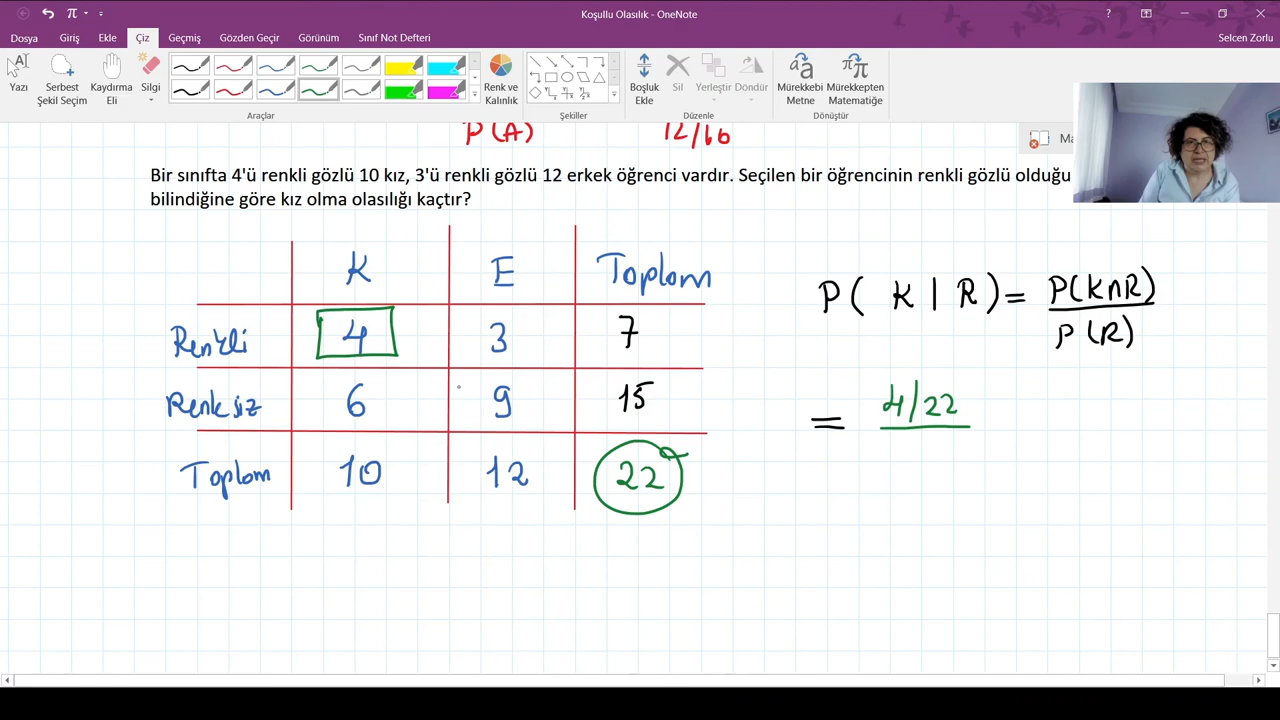 Koşullu Olasılık - OneNote
Dosya Giriş Ekle Çiz Geçmiş Gözden Geçir Görünüm Sınıf Not Defteri Selcen Zorlu
Yazı Serbest Şekil Seçim Kaydırma Eli Silgi Renk ve Kalınlık Boşluk Ekle Sil Yerleştir Döndür Mürekkebi Metne Mürekkepten Matematiğe
Araçlar Şekiller Düzenle Dönüştür
P(A) 12/66
Bir sınıfta 4'ü renkli gözlü 10 kız, 3'ü renkli gözlü 12 erkek öğrenci vardır. Seçilen bir öğrencinin renkli gözlü olduğu
bilindiğine göre kız olma olasılığı kaçtır?
K E Toplam
Renkli 4 3 7
Renksiz 6 9 15
Toplam 10 12 22
P( K | R) = P(K∩R)
P(R)
= 4/22